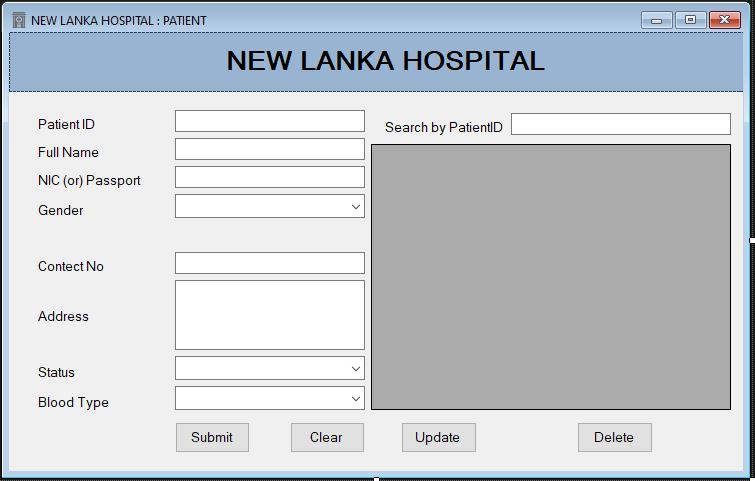 NEW LANKA HOSPITAL : PATIENT
NEW LANKA HOSPITAL
Patient ID
Search by PatientID
Full Name
NIC (or) Passport
Gender
Contect No
Address
Status
Blood Type
Submit
Clear
Update
Delete